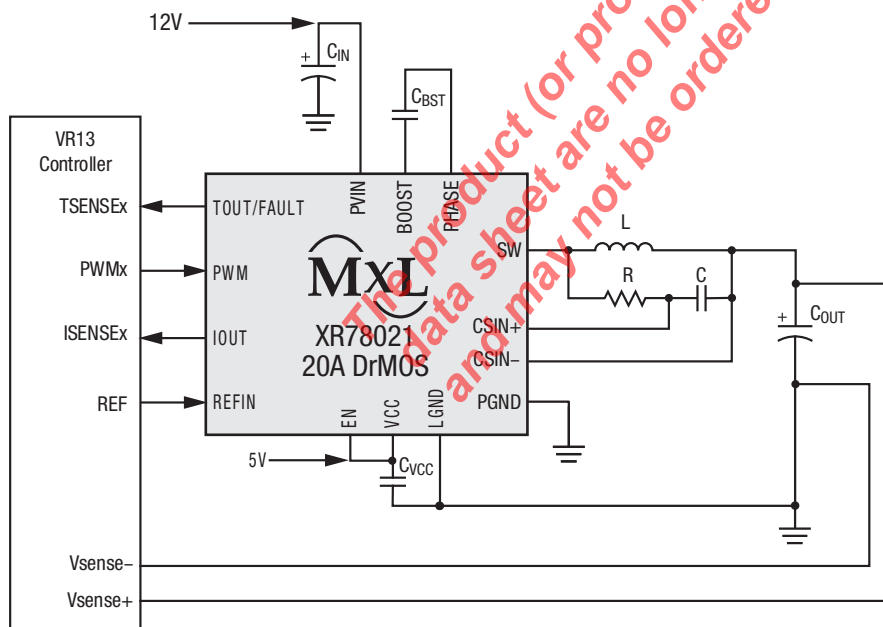 12V
CIN
CBST
VR13
Controller
TSENSEx
PWMx
ISENSEx
REF
Vsense–
Vsense+
TOUT/FAULT
PWM
IOUT
REFIN
PVIN
BOOST
PHASE
MxL
XR78021
20A DrMOS
SW
CSIN+
CSIN–
PGND
EN
VCC
LGND
5V
CVCC
L
R
C
COUT
The product (or pro
data sheet are no lon
and may not be ordere